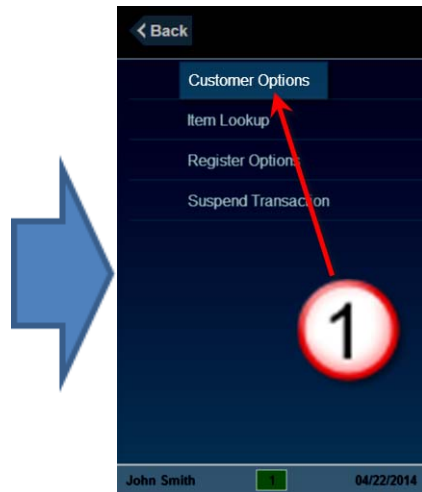 Back
Customer Options
Item Lookup
Register Options
Suspend Transaction
1
John Smith 1 04/22/2014